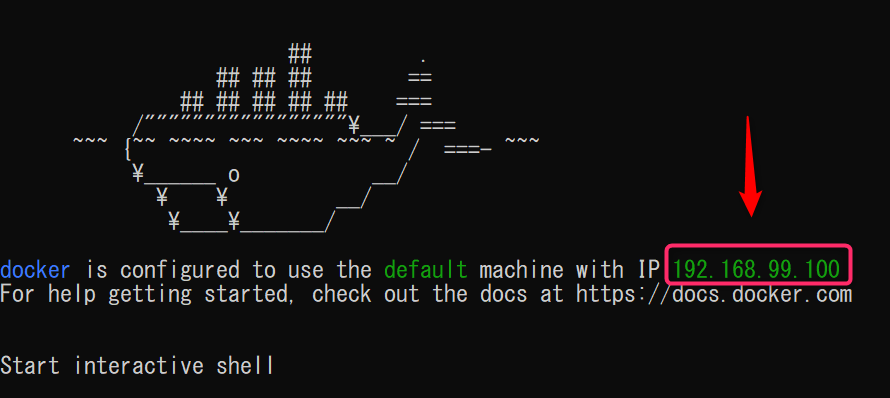 ##         .
## ## ##        ==
## ## ## ## ##    ===
/"""""""""""""""""¥___/ ===
~~~ {~~ ~~~~ ~~~ ~~~~ ~~~ ~ /  ===- ~~~
¥______ o           __/
¥    ¥         __/
¥____¥_______/
docker is configured to use the default machine with IP 192.168.99.100
For help getting started, check out the docs at https://docs.docker.com
Start interactive shell